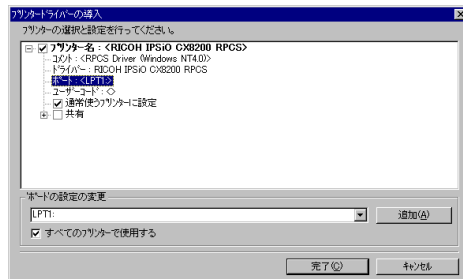 プリンタードライバーの導入
プリンターの選択と設定を行ってください。
プリンター名 : <RICOH IPSiO CX8200 RPCS>
コメント : <RPCS Driver (Windows NT4.0)>
ドライバー : RICOH IPSiO CX8200 RPCS
ポート : <LPT1:>
ユーザーコード : <>
通常使うプリンターに設定
共有
'ポート'の設定の変更
LPT1:
追加(A)
すべてのプリンターで使用する
完了(C)
キャンセル